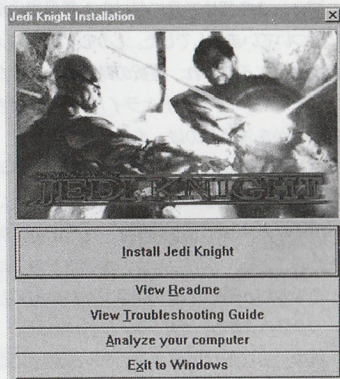 Jedi Knight Installation
JEDI KNIGHT
Install Jedi Knight
View Readme
View Troubleshooting Guide
Analyze your computer
Exit to Windows